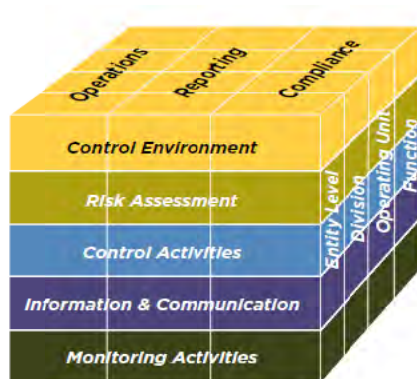 Operations
Reporting
Compliance
Control Environment
Risk Assessment
Control Activities
Information & Communication
Monitoring Activities
Entity Level
Division
Operating Unit
Function